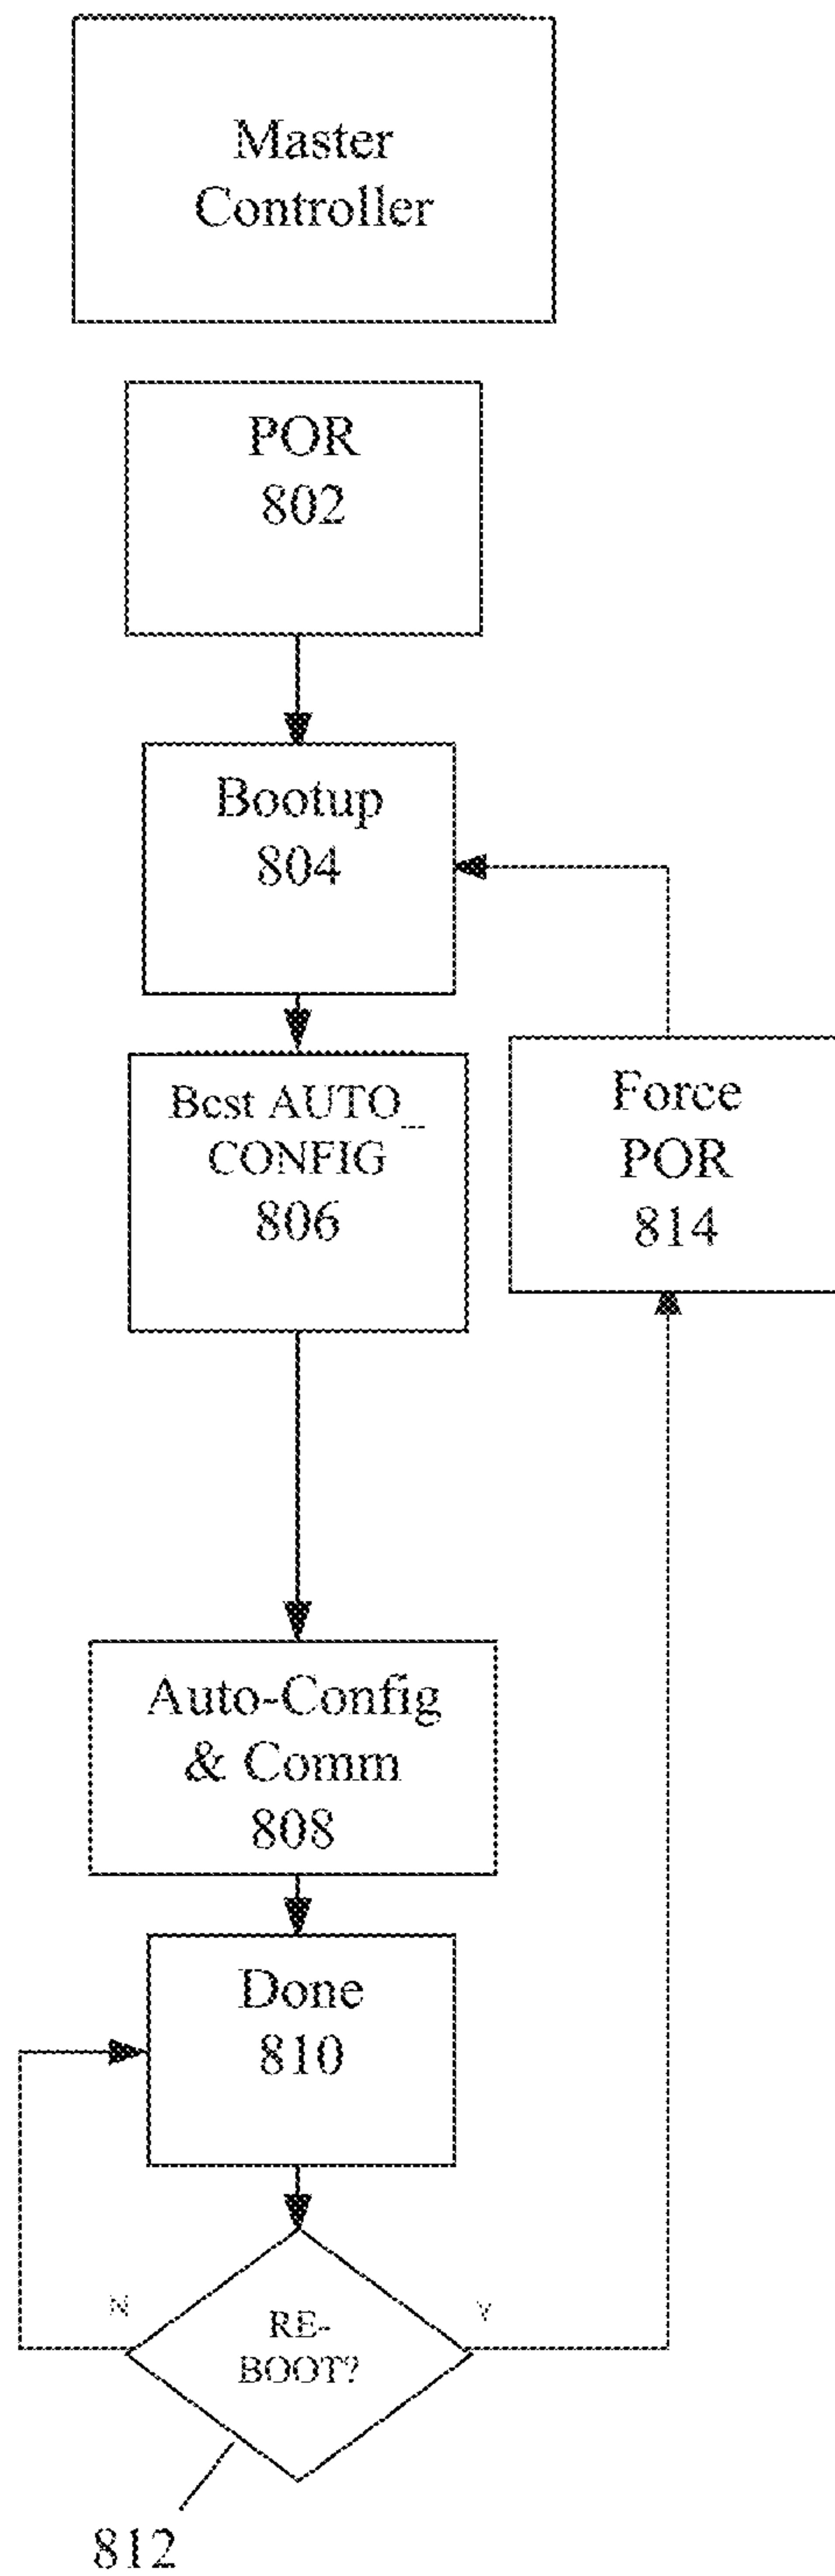 Master
Controller
POR
802
Bootup
804
Bcst AUTO_
CONFIG
806
Force
POR
814
Auto-Config
& Comm
808
Done
810
N
Y
RE-
BOOT?
812